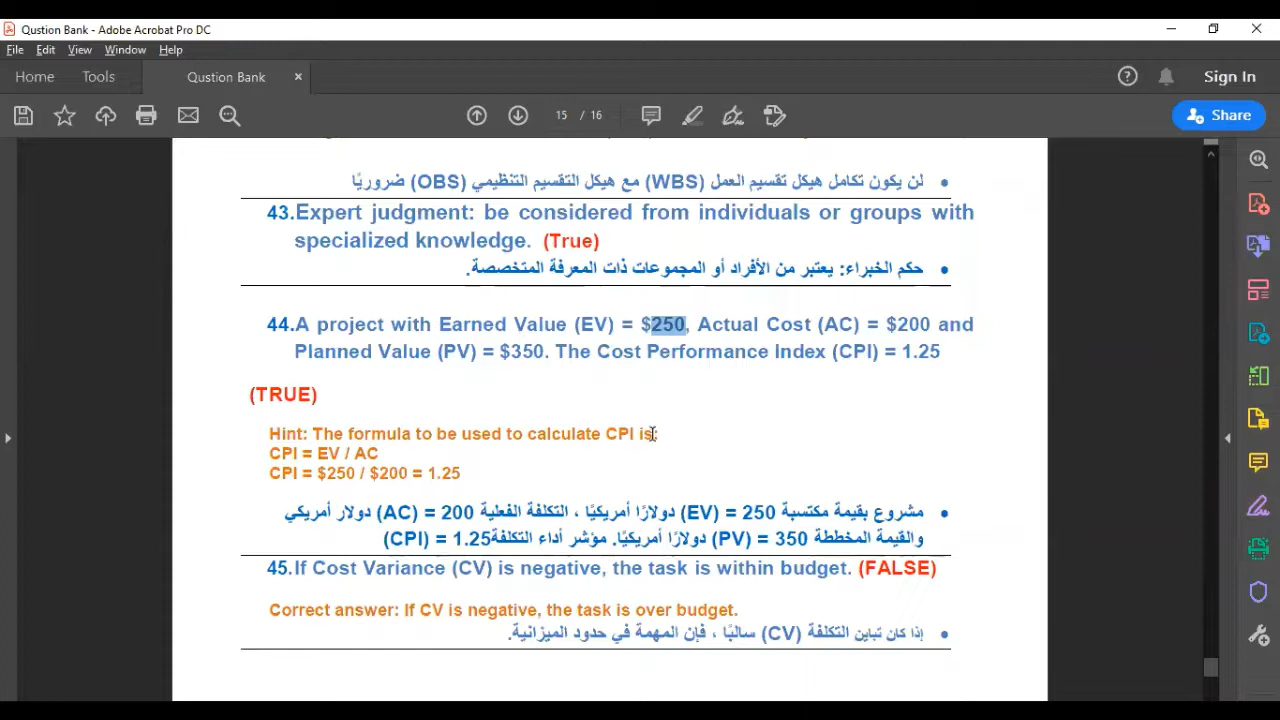 Qustion Bank - Adobe Acrobat Pro DC
File Edit View Window Help
Home Tools Qustion Bank
Sign In
15 / 16
Share
• لن يكون تكامل هيكل تقسيم العمل (WBS) مع هيكل التقسيم التنظيمي (OBS) ضروريًا
43.Expert judgment: be considered from individuals or groups with
specialized knowledge. (True)
• حكم الخبراء: يعتبر من الأفراد أو المجموعات ذات المعرفة المتخصصة.
44.A project with Earned Value (EV) = $250, Actual Cost (AC) = $200 and
Planned Value (PV) = $350. The Cost Performance Index (CPI) = 1.25
(TRUE)
Hint: The formula to be used to calculate CPI is:
CPI = EV / AC
CPI = $250 / $200 = 1.25
• مشروع بقيمة مكتسبة (EV) = 250 دولارًا أمريكيًا ، التكلفة الفعلية (AC) = 200 دولار أمريكي
والقيمة المخططة (PV) = 350 دولارًا أمريكيًا. مؤشر أداء التكلفة (CPI) = 1.25
45.If Cost Variance (CV) is negative, the task is within budget. (FALSE)
Correct answer: If CV is negative, the task is over budget.
• إذا كان تباين التكلفة (CV) سالبًا ، فإن المهمة في حدود الميزانية.